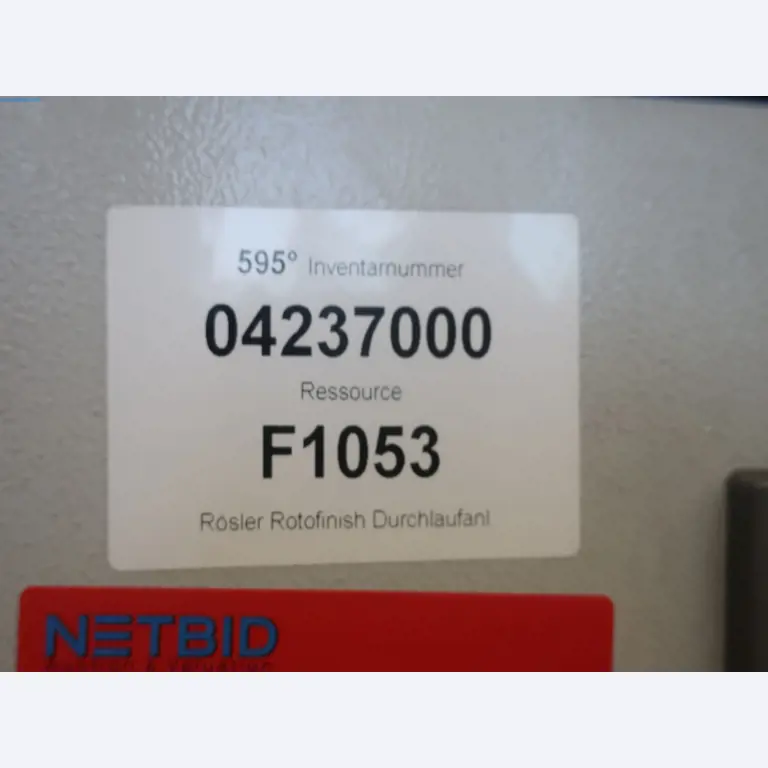 595° Inventarnummer
04237000
Ressource
F1053
Rösler Rotofinish Durchlaufanl
NETBID